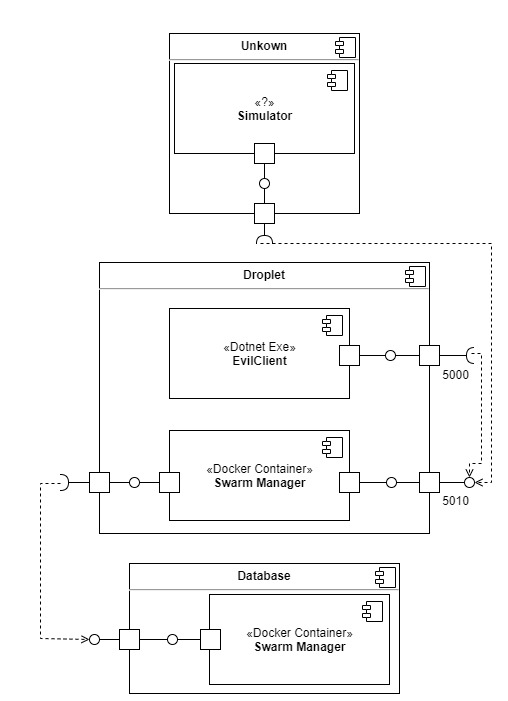 Unkown
«?»
Simulator
Droplet
«Dotnet Exe»
EvilClient
5000
«Docker Container»
Swarm Manager
5010
Database
«Docker Container»
Swarm Manager